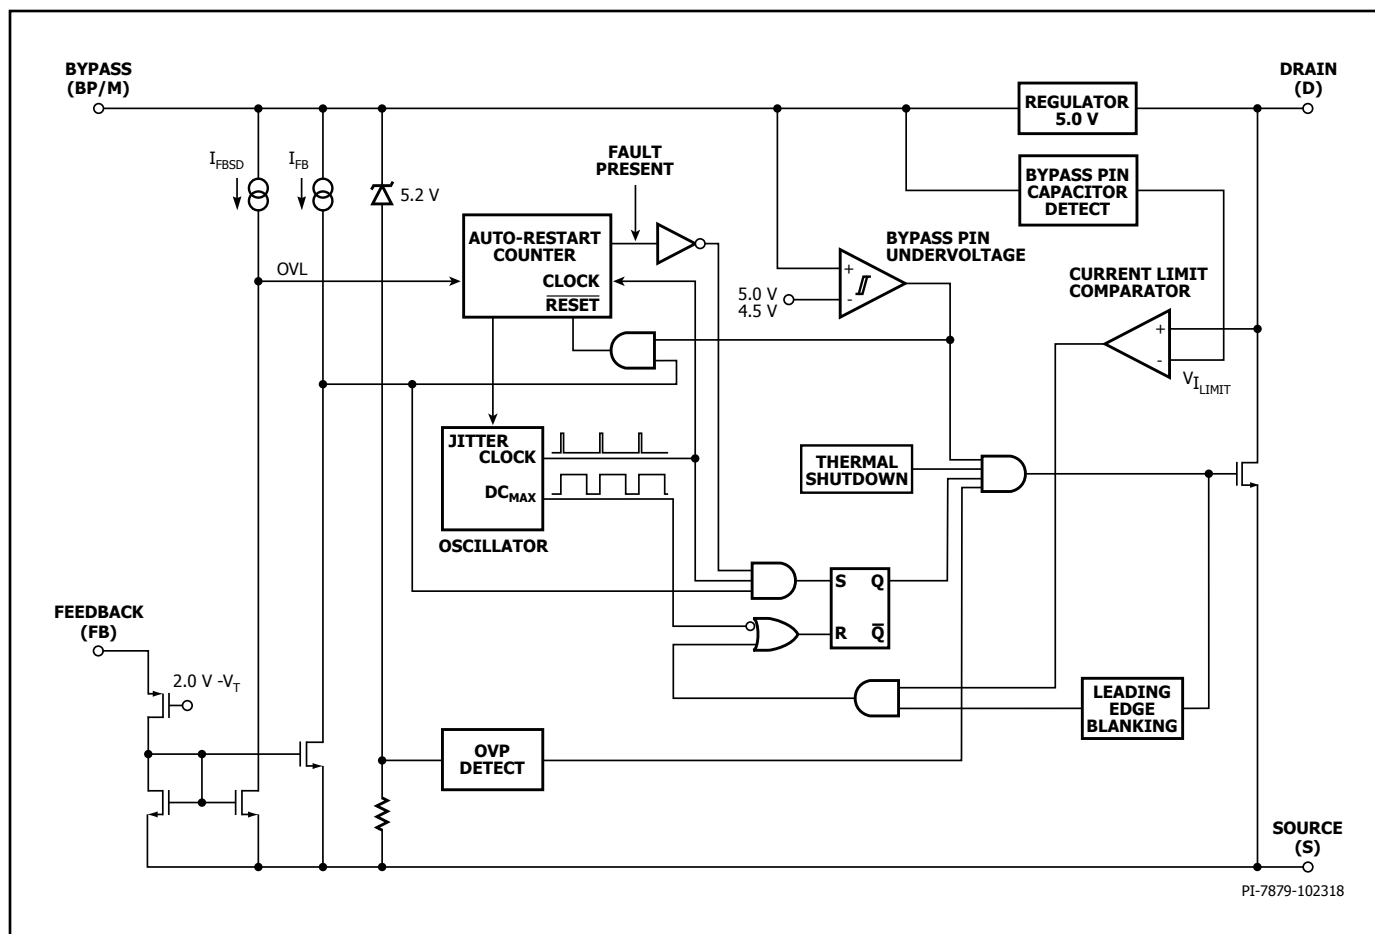 BYPASS
(BP/M)
DRAIN
(D)
REGULATOR
5.0 V
I_FBSD
I_FB
5.2 V
FAULT
PRESENT
BYPASS PIN
CAPACITOR
DETECT
AUTO-RESTART
COUNTER
CLOCK
RESET
OVL
BYPASS PIN
UNDERVOLTAGE
+
-
5.0 V
4.5 V
CURRENT LIMIT
COMPARATOR
+
-
V_I_LIMIT
JITTER
CLOCK
DC_MAX
OSCILLATOR
THERMAL
SHUTDOWN
S Q
R Q̅
FEEDBACK
(FB)
2.0 V -V_T
LEADING
EDGE
BLANKING
OVP
DETECT
SOURCE
(S)
PI-7879-102318